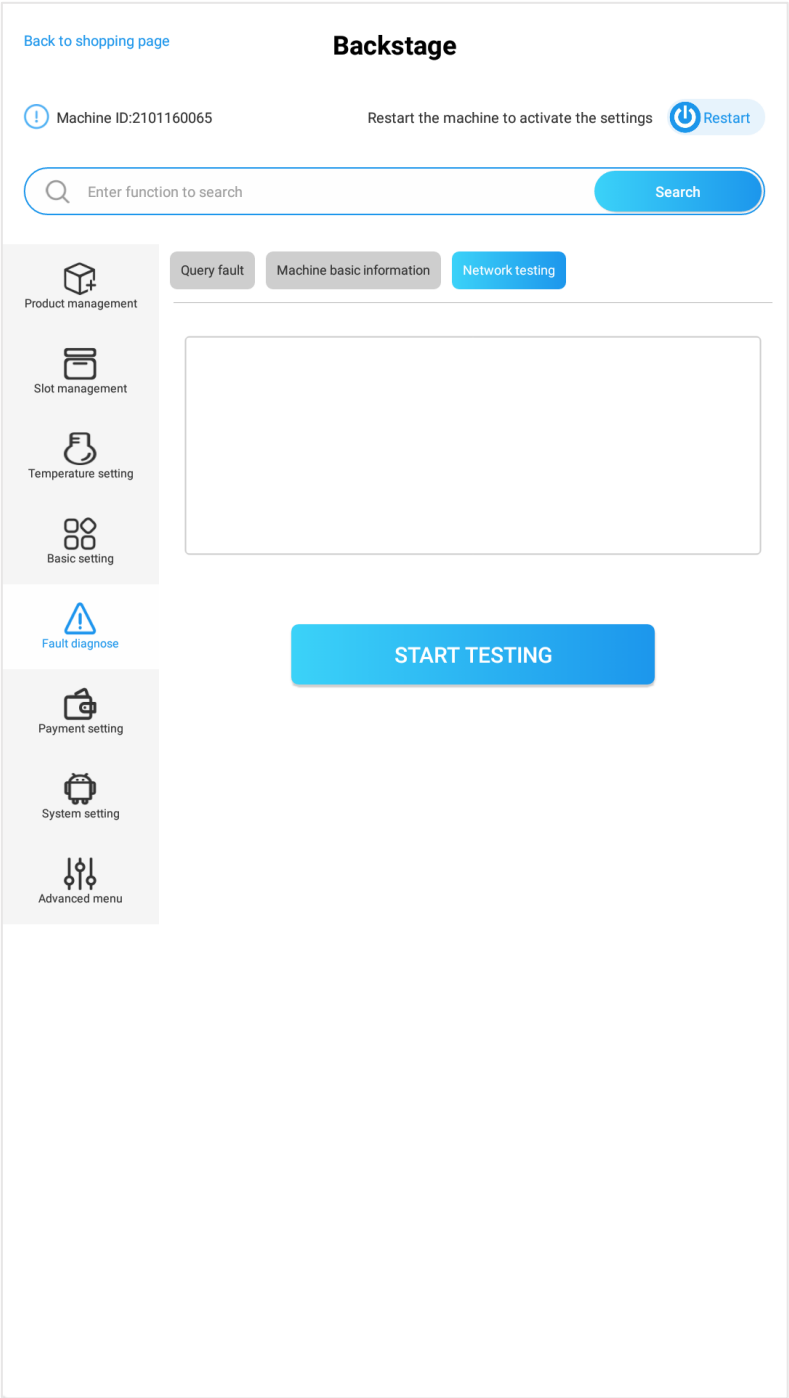 Back to shopping page
Backstage
Machine ID:2101160065
Restart the machine to activate the settings
Restart
Enter function to search
Search
Query fault
Machine basic information
Network testing
Product management
Slot management
Temperature setting
Basic setting
Fault diagnose
Payment setting
System setting
Advanced menu
START TESTING